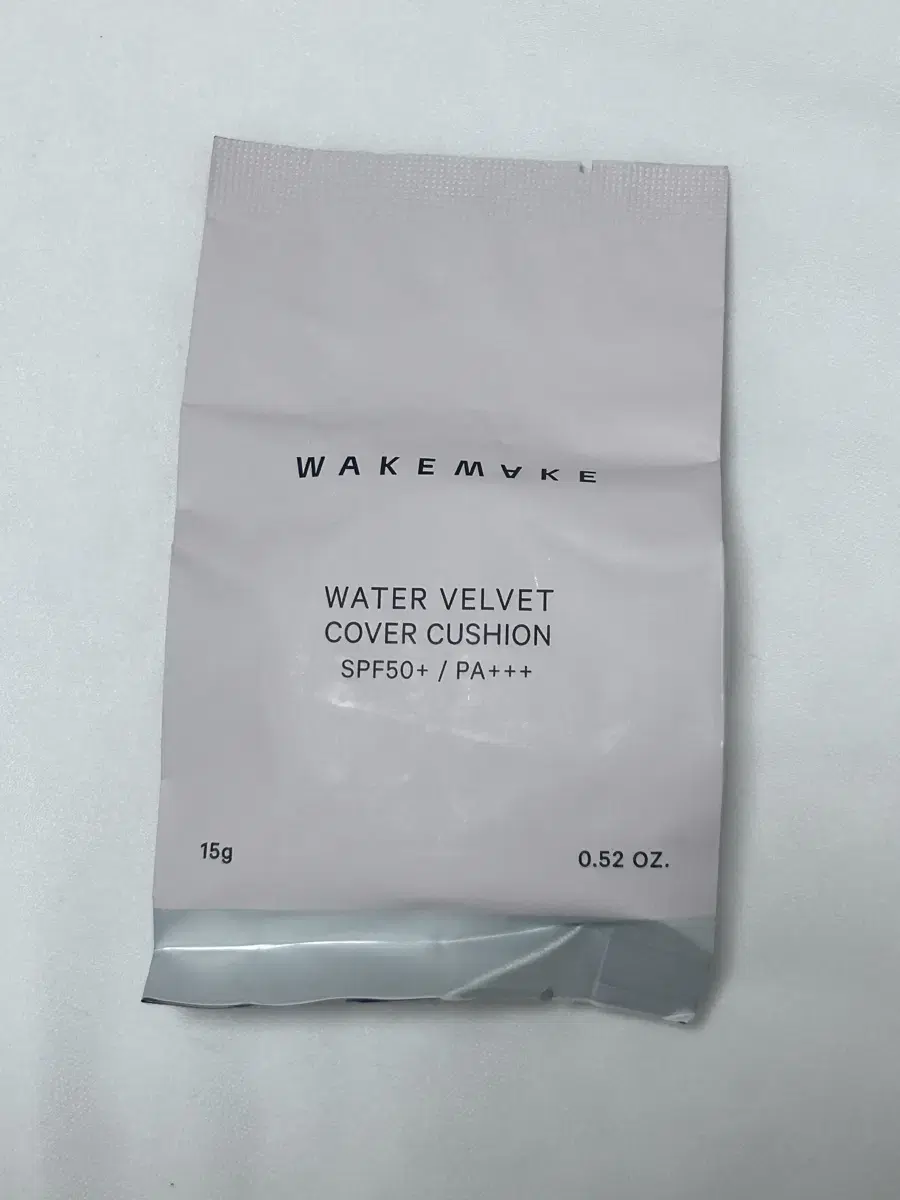 WAKEMAKE
WATER VELVET
COVER CUSHION
SPF50+ / PA+++
15g
0.52 OZ.